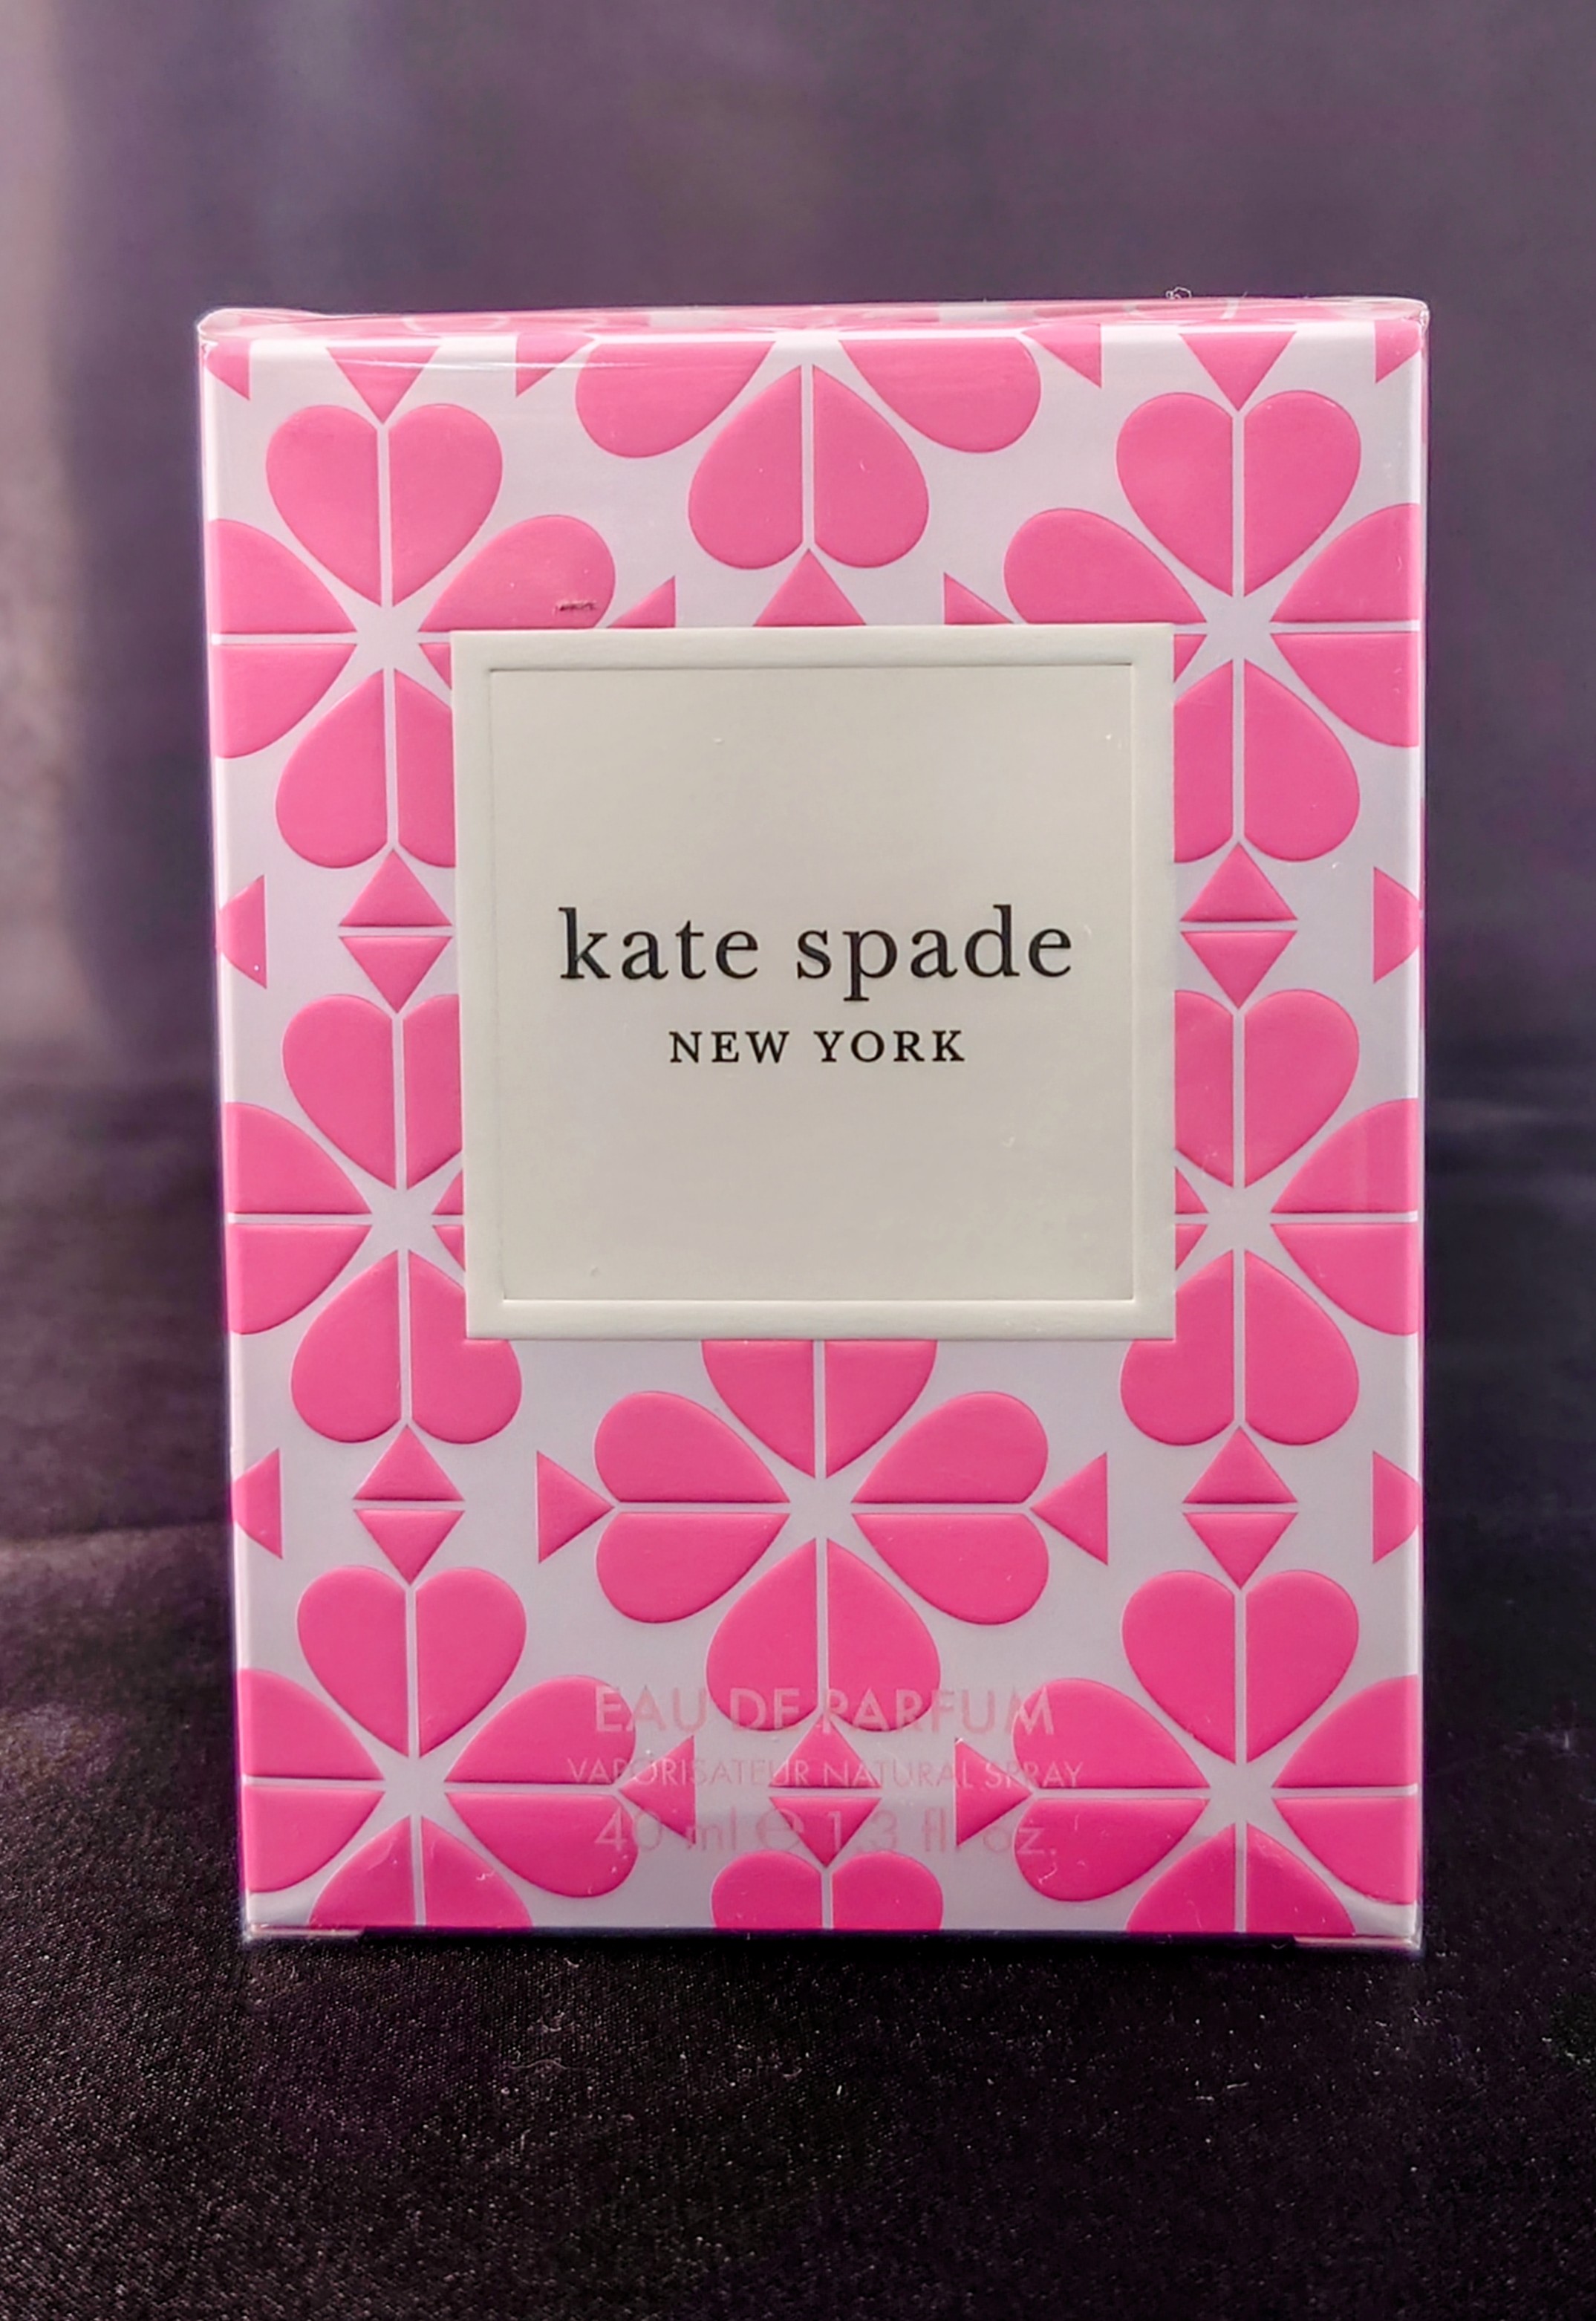 kate spade
NEW YORK
EAU DE PARFUM
VAPORISATEUR NATURAL SPRAY
40 ml ℮ 1.3 fl. oz.